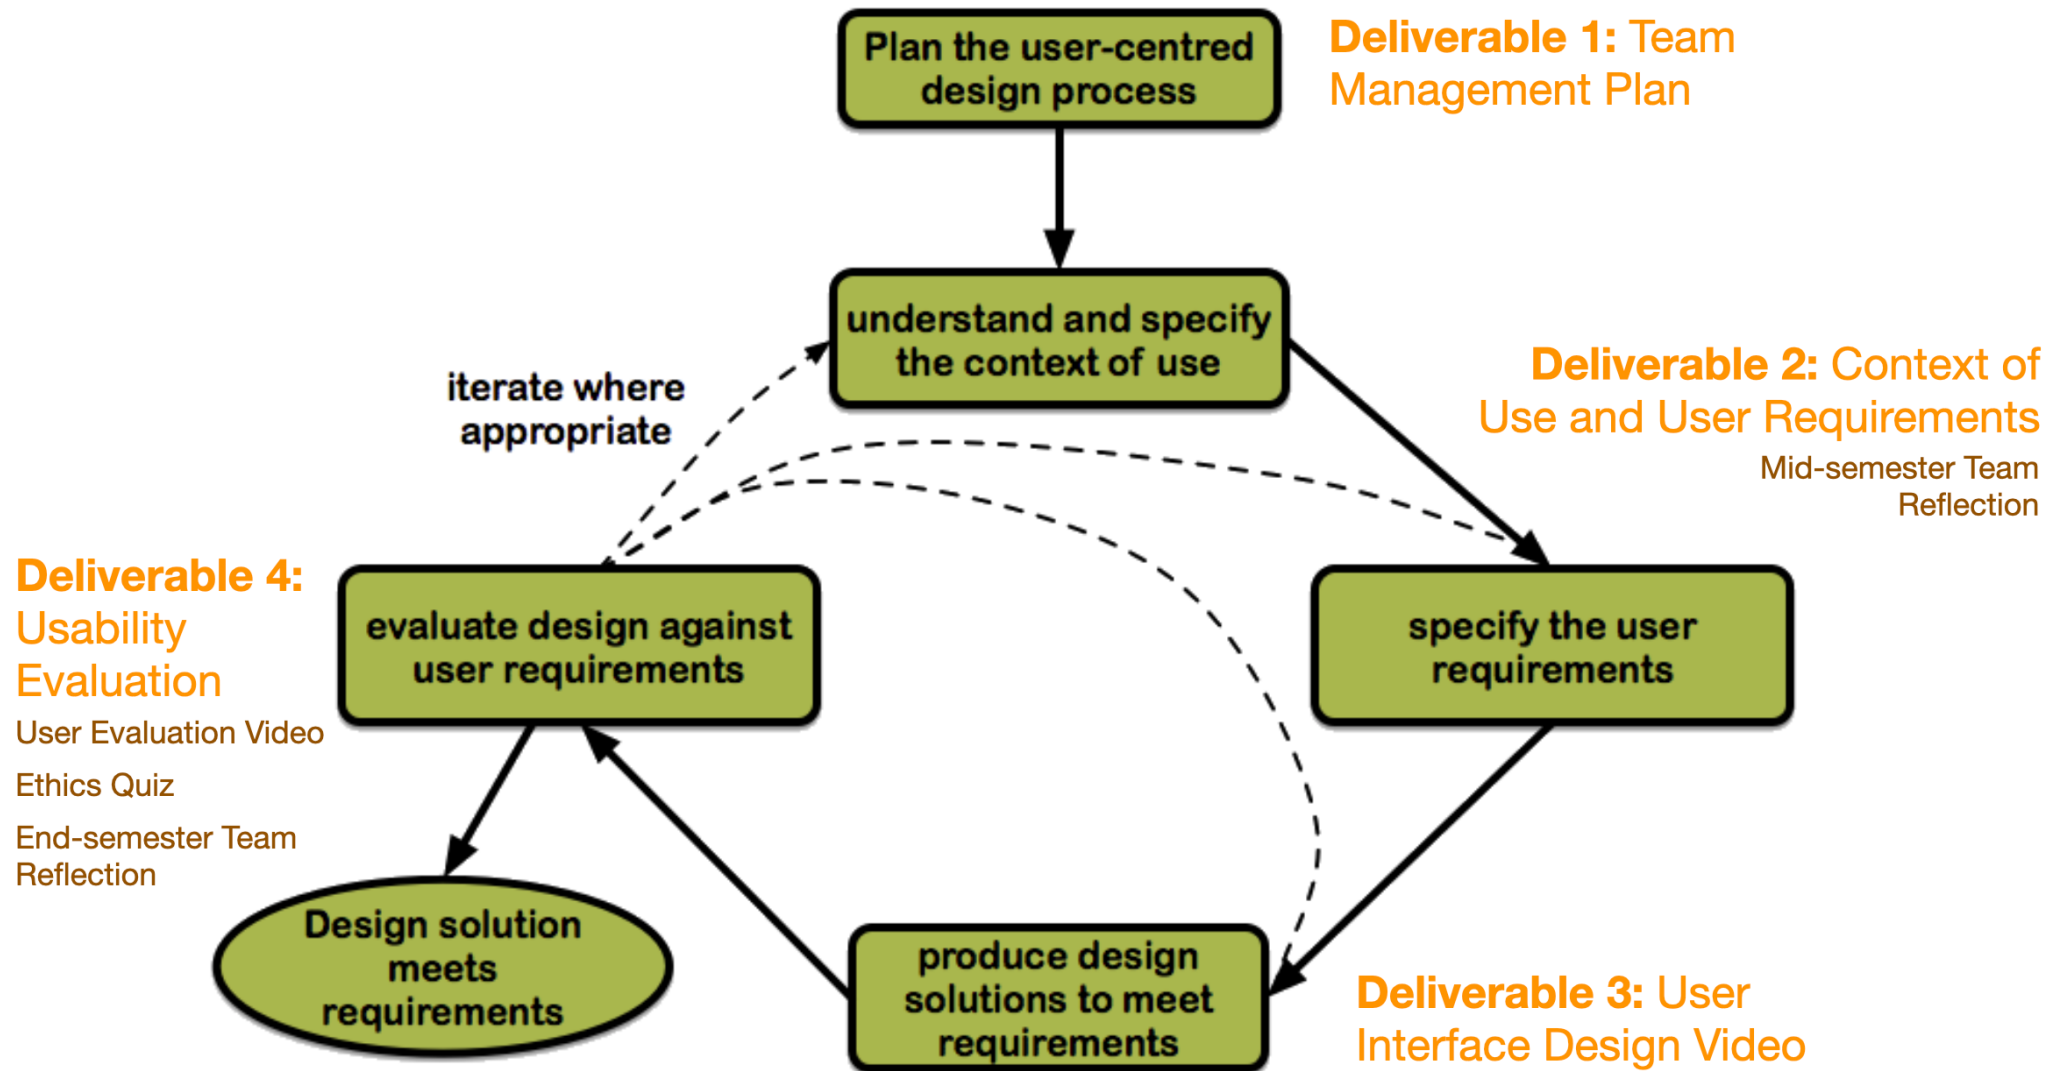 Plan the user-centred
design process
Deliverable 1: Team
Management Plan
understand and specify
the context of use
iterate where
appropriate
Deliverable 2: Context of
Use and User Requirements
Mid-semester Team
Reflection
Deliverable 4:
Usability
Evaluation
User Evaluation Video
Ethics Quiz
End-semester Team
Reflection
evaluate design against
user requirements
specify the user
requirements
Design solution
meets
requirements
produce design
solutions to meet
requirements
Deliverable 3: User
Interface Design Video